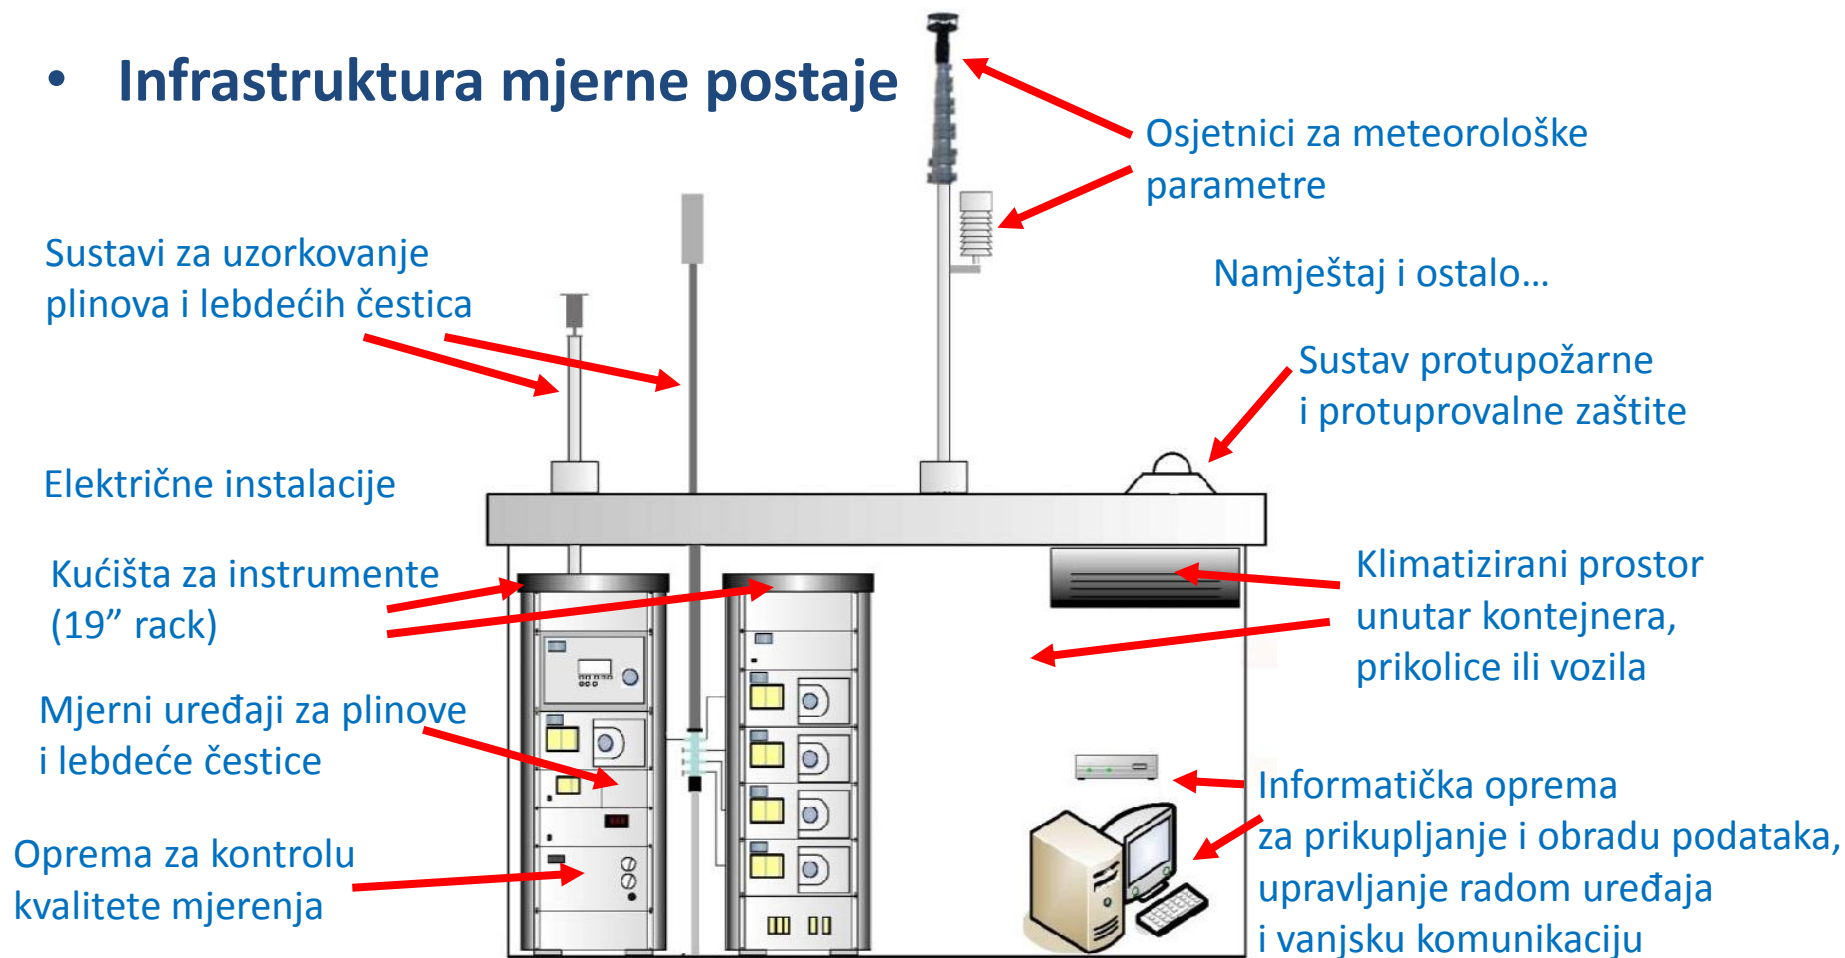 • Infrastruktura mjerne postaje
Osjetnici za meteorološke
parametre
Sustavi za uzorkovanje
plinova i lebdećih čestica
Namještaj i ostalo…
Sustav protupožarne
i protuprovalne zaštite
Električne instalacije
Kućišta za instrumente
(19” rack)
Klimatizirani prostor
unutar kontejnera,
prikolice ili vozila
Mjerni uređaji za plinove
i lebdeće čestice
Informatička oprema
za prikupljanje i obradu podataka,
upravljanje radom uređaja
i vanjsku komunikaciju
Oprema za kontrolu
kvalitete mjerenja